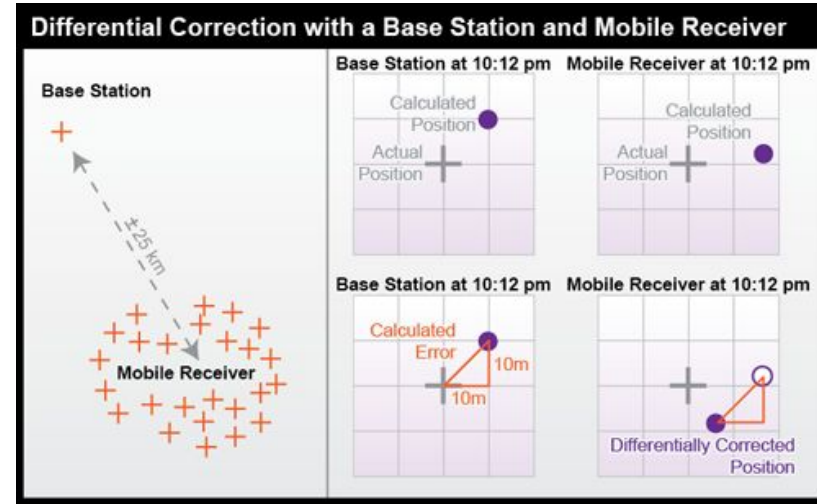 Differential Correction with a Base Station and Mobile Receiver
Base Station
±25 km
Mobile Receiver
Base Station at 10:12 pm
Calculated
Position
Actual
Position
Mobile Receiver at 10:12 pm
Calculated
Position
Actual
Position
Base Station at 10:12 pm
Calculated
Error
10m
10m
Mobile Receiver at 10:12 pm
Differentially Corrected
Position